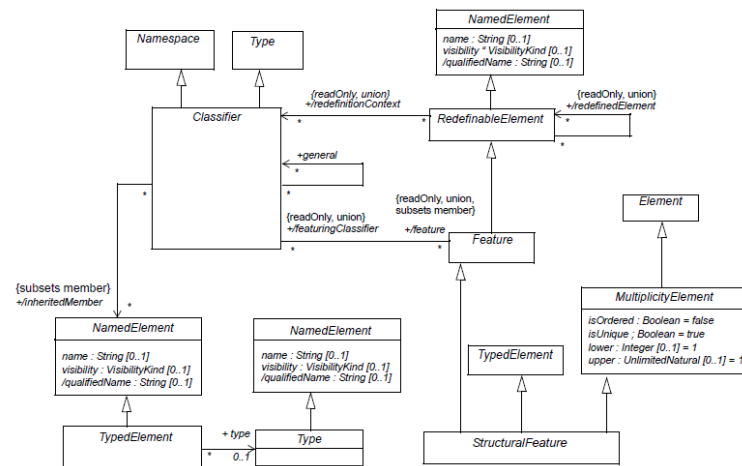 NamedElement
name : String [0..1]
visibility * VisibilityKind [0..1]
/qualifiedName : String [0..1]
Namespace
Type
{readOnly, union}
+/redefinitionContext
{readOnly, union}
+/redefinedElement
Classifier
*
*
RedefinableElement
*
*
+general
*
*
*
{readOnly, union,
subsets member}
{readOnly, union}
+/featuringClassifier
+/feature
*
*
Feature
Element
{subsets member}
+/inheritedMember
*
MultiplicityElement
isOrdered : Boolean = false
isUnique ; Boolean = true
lower : Integer [0..1] = 1
upper : UnlimitedNatural [0..1] = 1
NamedElement
name : String [0..1]
visibility : VisibilityKind [0..1]
/qualifiedName : String [0..1]
NamedElement
name : String [0..1]
visibility : VisibilityKind [0..1]
/qualifiedName : String [0..1]
TypedElement
TypedElement
+ type
*
0..1
Type
StructuralFeature